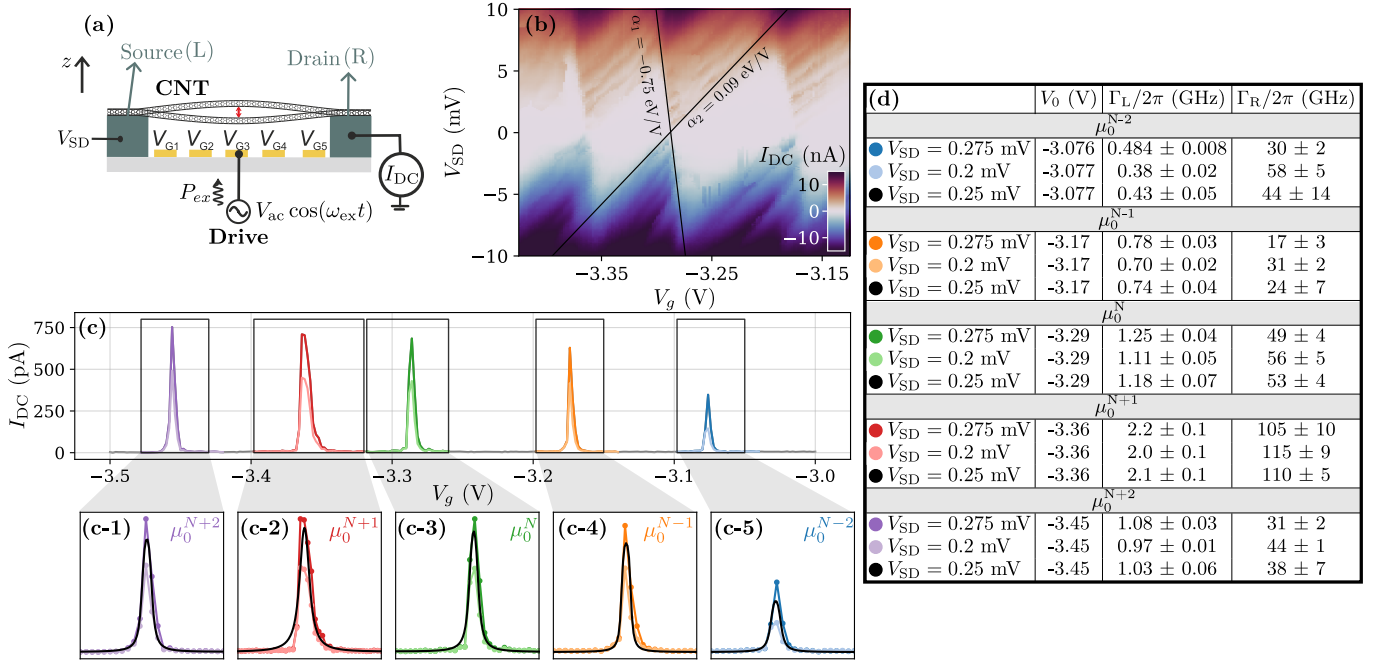 (a)
z
Source(L)
Drain(R)
CNT
V_SD
V_G1 V_G2 V_G3 V_G4 V_G5
I_DC
P_ex
V_ac cos(ω_ex t)
Drive
(b)
V_SD (mV)
10
5
0
−5
−10
α_1 = −0.75 eV/V
α_2 = 0.09 eV/V
I_DC (nA)
10
0
−10
−3.35 −3.25 −3.15
V_g (V)
(c)
I_DC (pA)
750
500
250
0
−3.5 −3.4 −3.3 −3.2 −3.1 −3.0
V_g (V)
(c-1) μ_0^{N+2}
(c-2) μ_0^{N+1}
(c-3) μ_0^{N}
(c-4) μ_0^{N−1}
(c-5) μ_0^{N−2}
(d) V_0 (V) Γ_L/2π (GHz) Γ_R/2π (GHz)
μ_0^{N-2}
V_SD = 0.275 mV -3.076 0.484 ± 0.008 30 ± 2
V_SD = 0.2 mV -3.077 0.38 ± 0.02 58 ± 5
V_SD = 0.25 mV -3.077 0.43 ± 0.05 44 ± 14
μ_0^{N-1}
V_SD = 0.275 mV -3.17 0.78 ± 0.03 17 ± 3
V_SD = 0.2 mV -3.17 0.70 ± 0.02 31 ± 2
V_SD = 0.25 mV -3.17 0.74 ± 0.04 24 ± 7
μ_0^{N}
V_SD = 0.275 mV -3.29 1.25 ± 0.04 49 ± 4
V_SD = 0.2 mV -3.29 1.11 ± 0.05 56 ± 5
V_SD = 0.25 mV -3.29 1.18 ± 0.07 53 ± 4
μ_0^{N+1}
V_SD = 0.275 mV -3.36 2.2 ± 0.1 105 ± 10
V_SD = 0.2 mV -3.36 2.0 ± 0.1 115 ± 9
V_SD = 0.25 mV -3.36 2.1 ± 0.1 110 ± 5
μ_0^{N+2}
V_SD = 0.275 mV -3.45 1.08 ± 0.03 31 ± 2
V_SD = 0.2 mV -3.45 0.97 ± 0.01 44 ± 1
V_SD = 0.25 mV -3.45 1.03 ± 0.06 38 ± 7